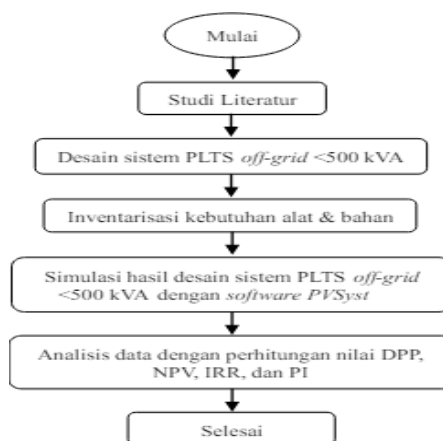 Mulai
Studi Literatur
Desain sistem PLTS off-grid <500 kVA
Inventarisasi kebutuhan alat & bahan
Simulasi hasil desain sistem PLTS off-grid
<500 kVA dengan software PVSyst
Analisis data dengan perhitungan nilai DPP,
NPV, IRR, dan PI
Selesai